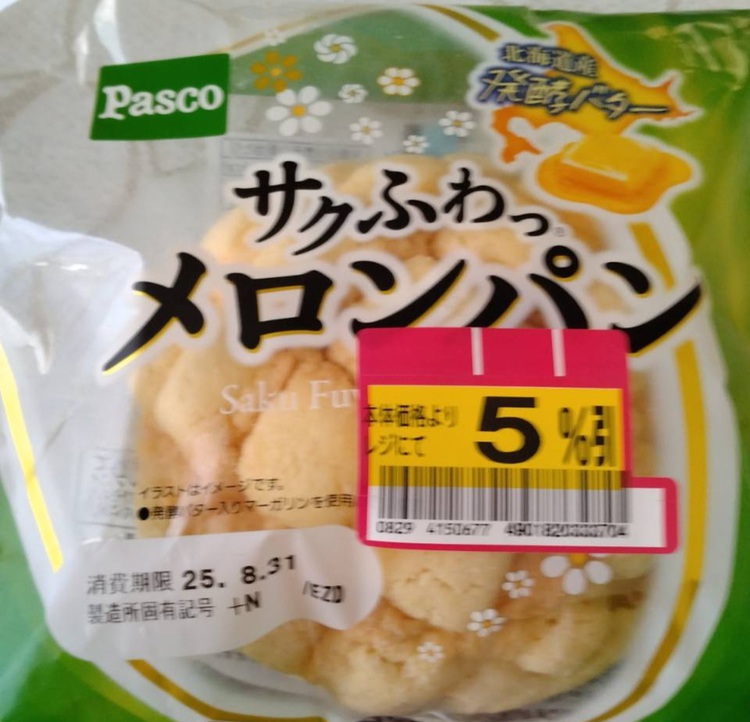 Pasco
北海道産
発酵バター
サクふわっ
メロンパン
Saku Fu
本体価格より
レジにて
5%引
0829 4150677 4901820333704
イラストはイメージです。
●発酵バター入りマーガリンを使用
消費期限 25. 8.31
製造所固有記号 +N /EZD